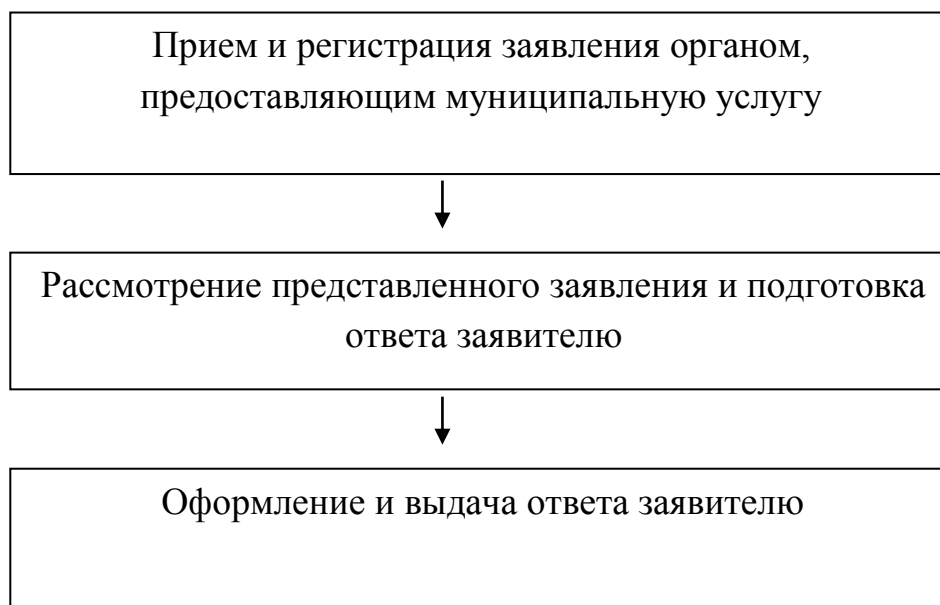 Прием и регистрация заявления органом,
предоставляющим муниципальную услугу
Рассмотрение представленного заявления и подготовка
ответа заявителю
Оформление и выдача ответа заявителю